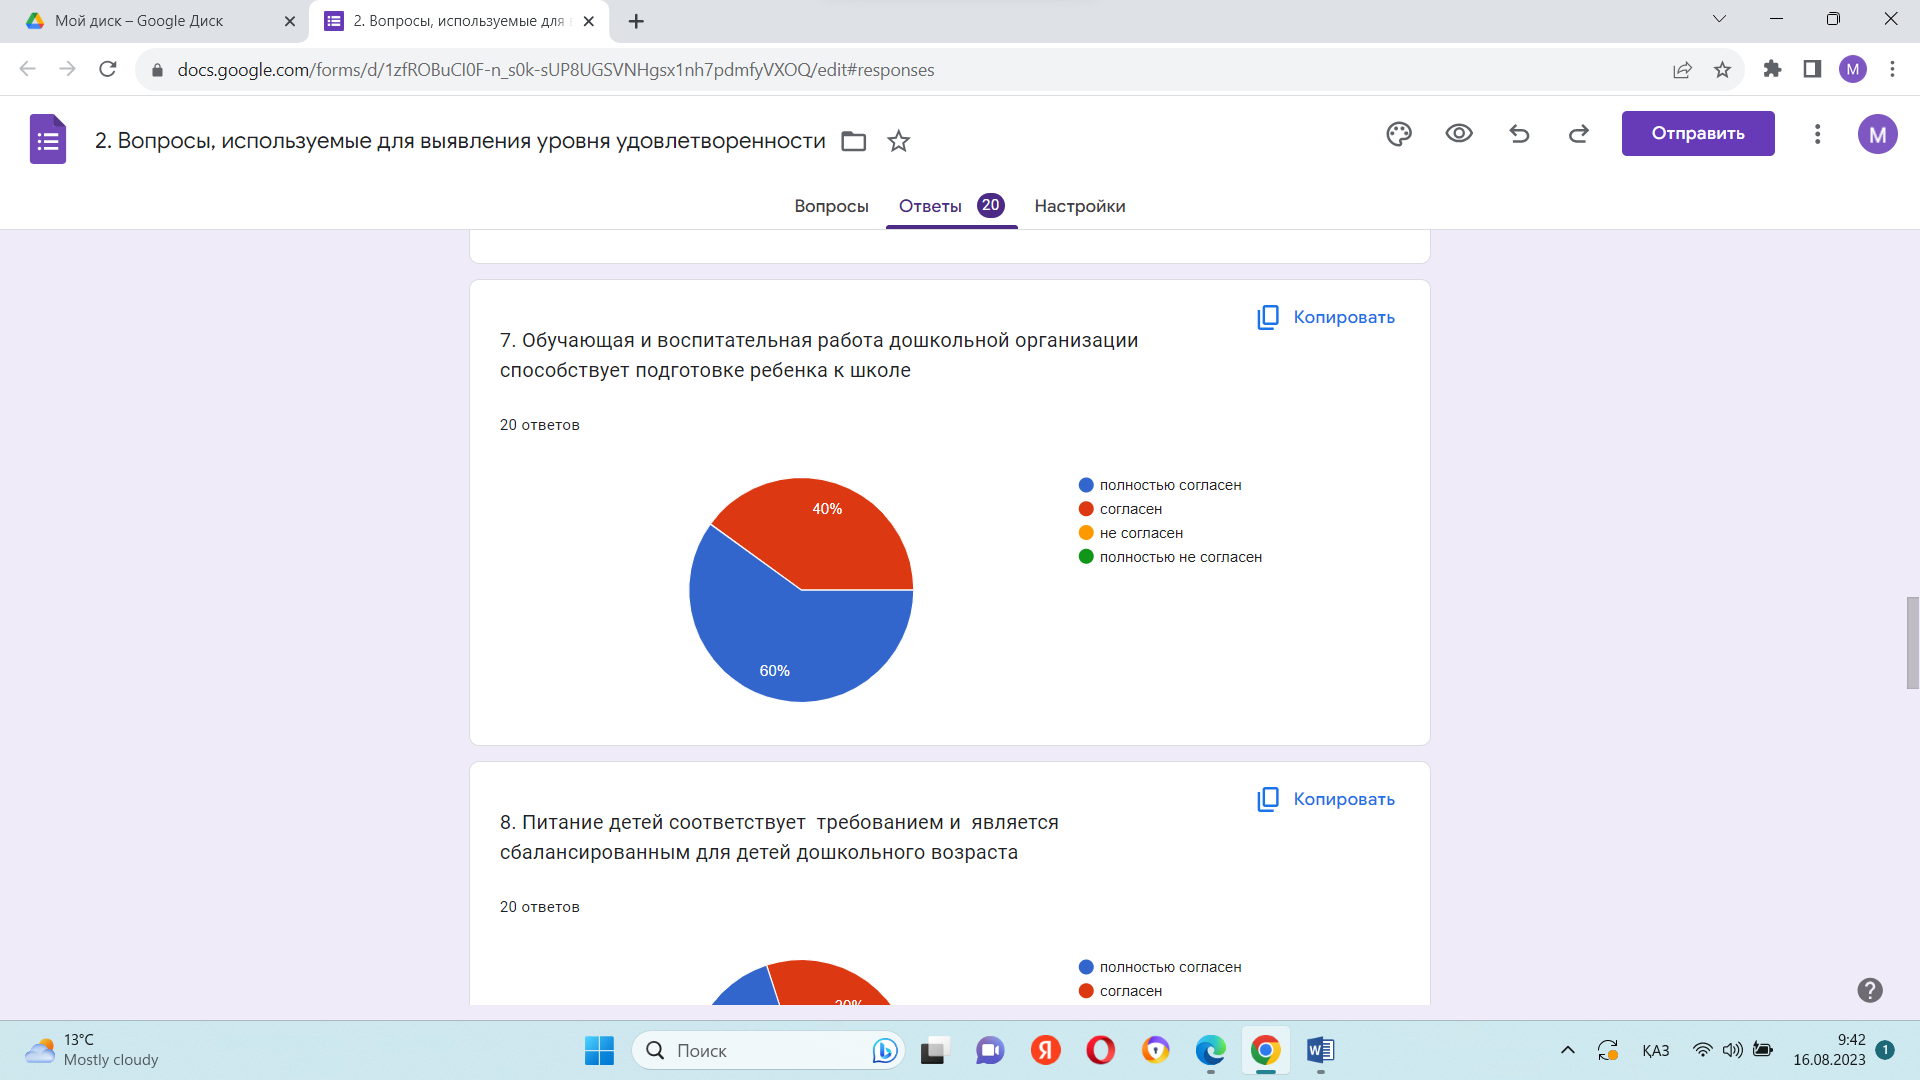 Мой диск – Google Диск
2. Вопросы, используемые для
docs.google.com/forms/d/1zfROBuCI0F-n_s0k-sUP8UGSVNHgsx1nh7pdmfyVXOQ/edit#responses
M
2. Вопросы, используемые для выявления уровня удовлетворенности
Отправить
M
Вопросы
Ответы 20
Настройки
Копировать
7. Обучающая и воспитательная работа дошкольной организации
способствует подготовке ребенка к школе
20 ответов
40%
60%
полностью согласен
согласен
не согласен
полностью не согласен
Копировать
8. Питание детей соответствует  требованием и  является
сбалансированным для детей дошкольного возраста
20 ответов
полностью согласен
согласен
13°C
Mostly cloudy
Поиск
ҚАЗ
9:42
16.08.2023
1